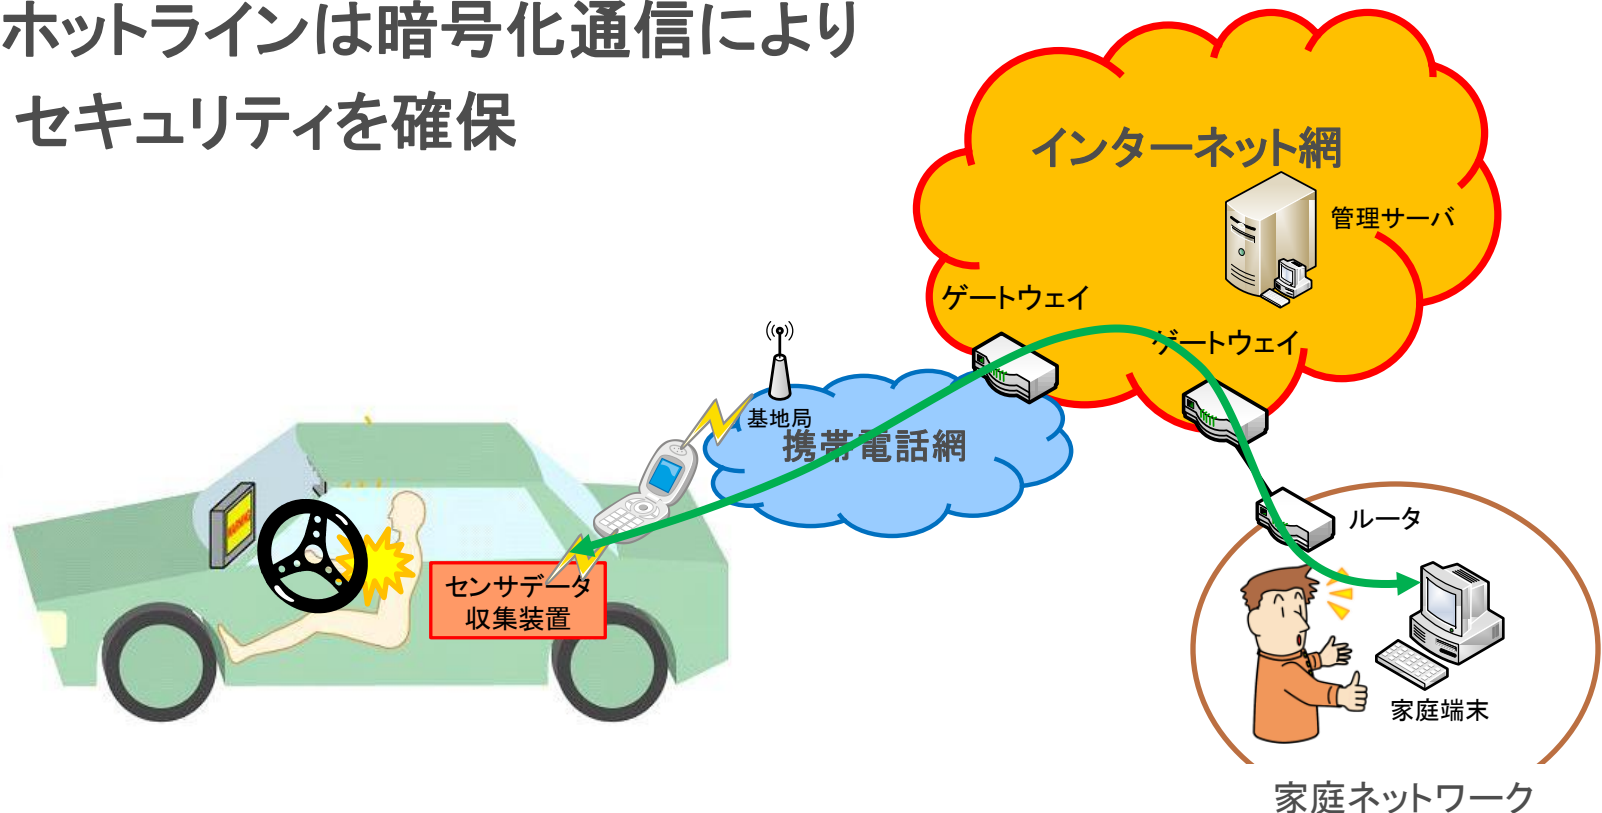 ホットラインは暗号化通信により
セキュリティを確保
インターネット網
管理サーバ
ゲートウェイ
ゲートウェイ
基地局
携帯電話網
ルータ
センサデータ
収集装置
家庭端末
家庭ネットワーク